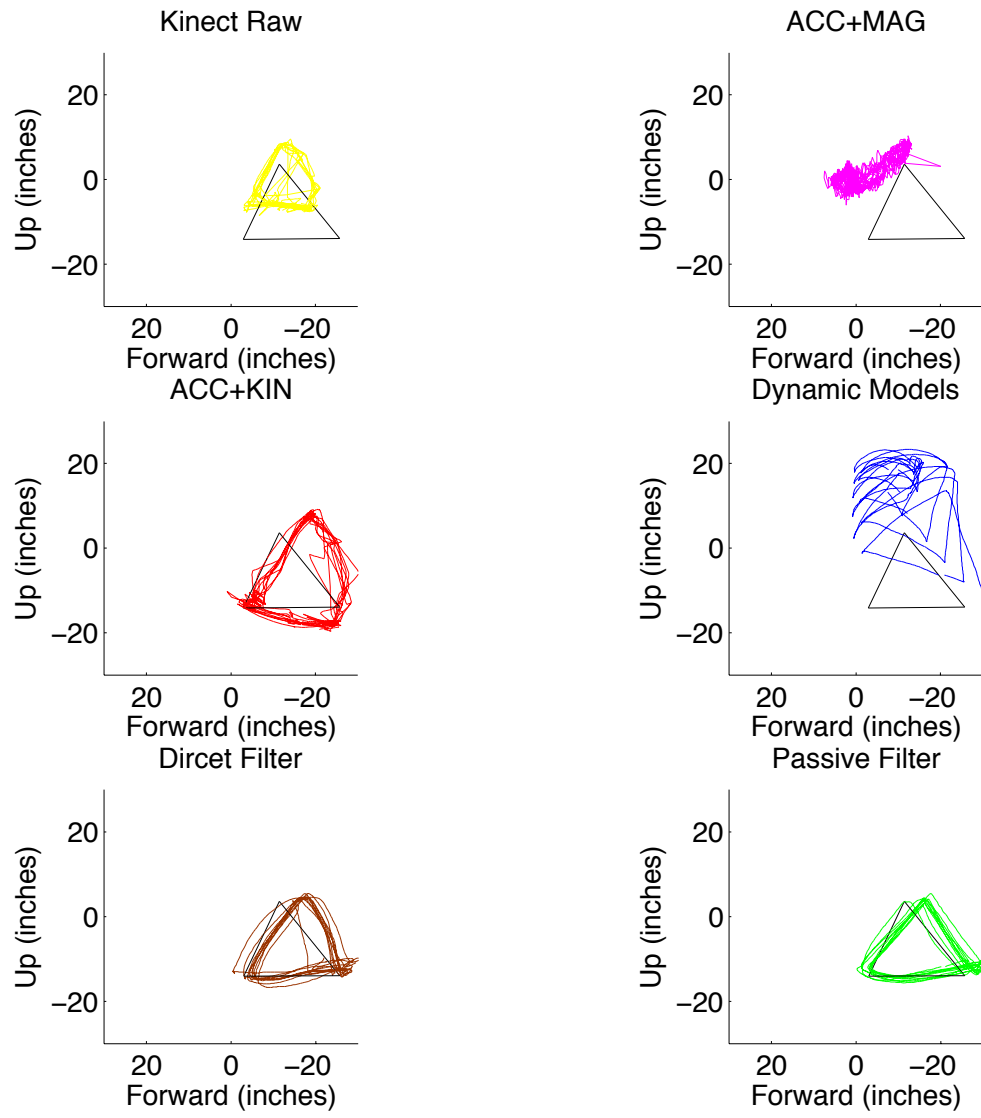 Kinect Raw
ACC+MAG
20
0
−20
Up (inches)
20
0
−20
Forward (inches)
20
0
−20
Up (inches)
20
0
−20
Forward (inches)
ACC+KIN
Dynamic Models
20
0
−20
Up (inches)
20
0
−20
Forward (inches)
20
0
−20
Up (inches)
20
0
−20
Forward (inches)
Dircet Filter
Passive Filter
20
0
−20
Up (inches)
20
0
−20
Forward (inches)
20
0
−20
Up (inches)
20
0
−20
Forward (inches)